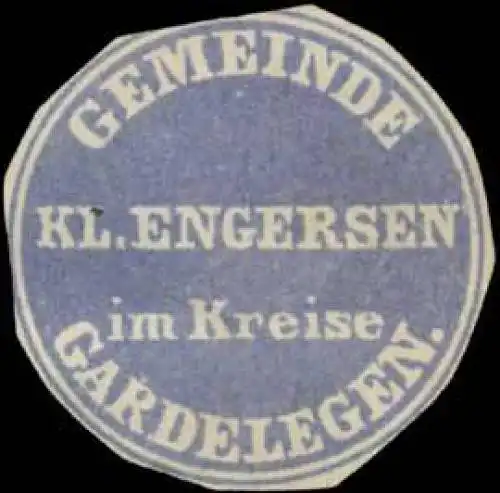 GEMEINDE
KL. ENGERSEN
im Kreise
GARDELEGEN.